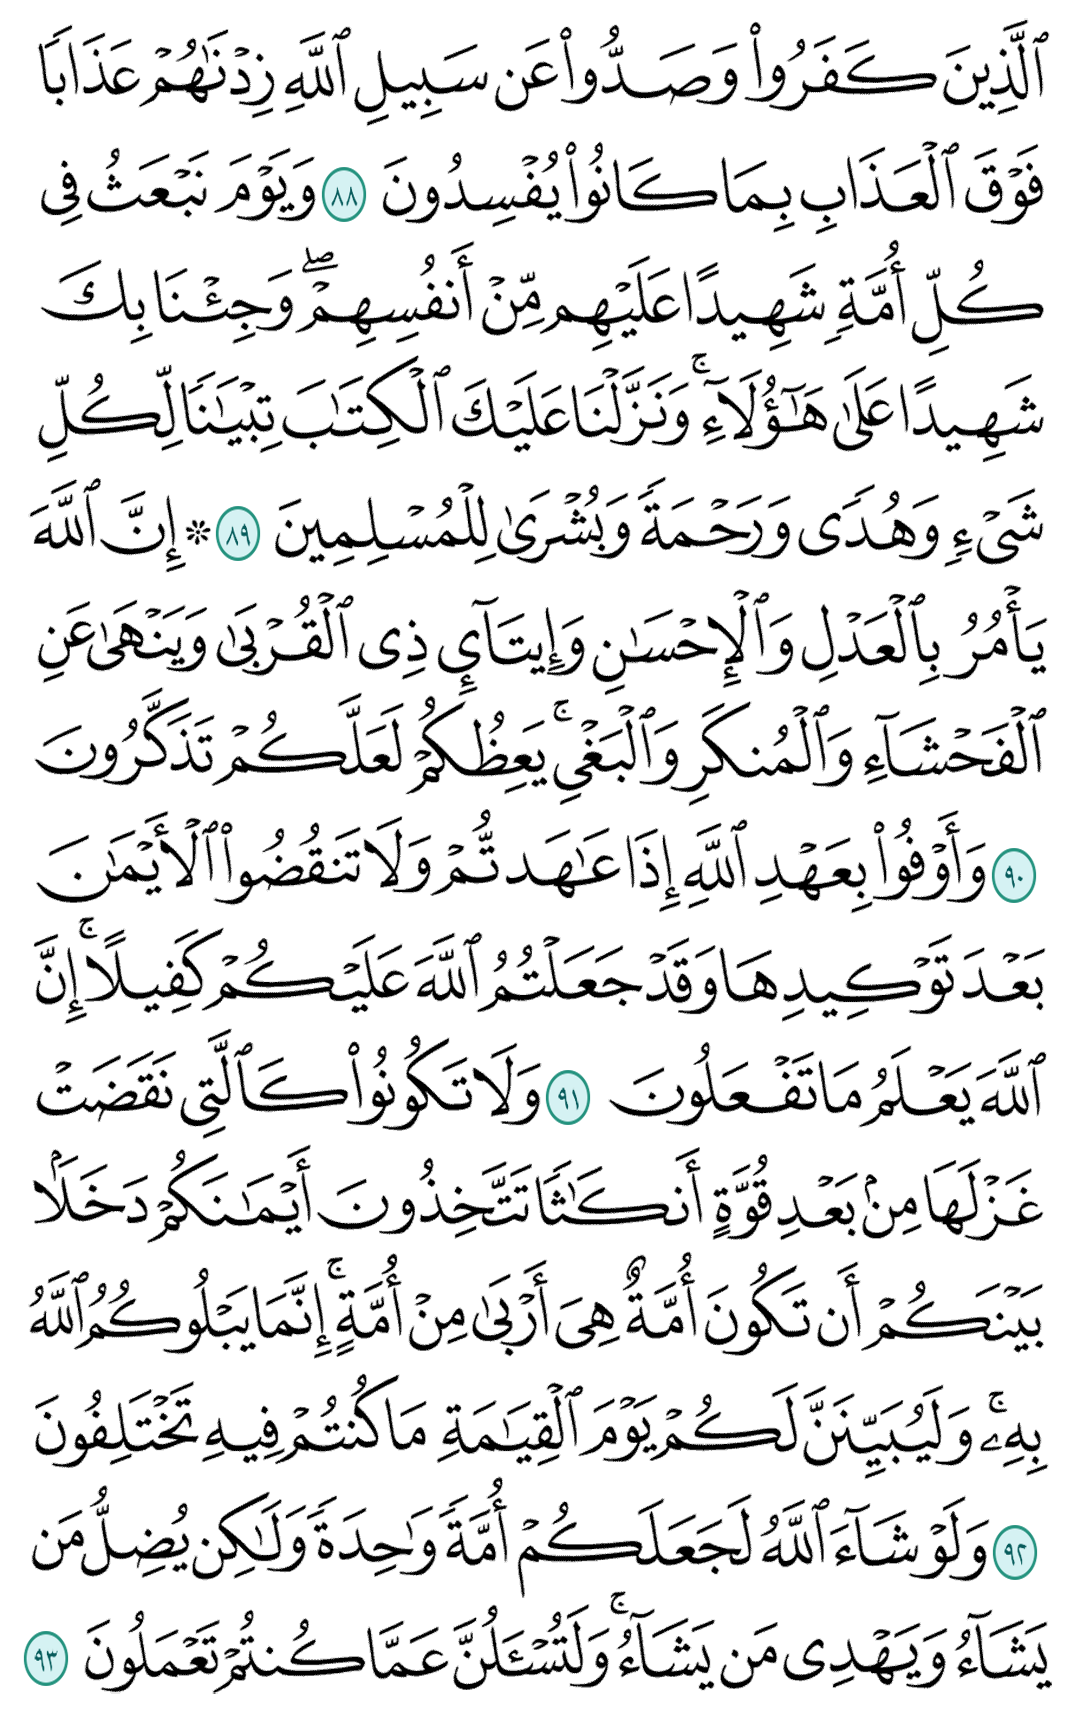 ٱلَّذِينَ كَفَرُوا۟ وَصَدُّوا۟ عَن سَبِيلِ ٱللَّهِ زِدْنَـٰهُمْ عَذَابًا
فَوْقَ ٱلْعَذَابِ بِمَا كَانُوا۟ يُفْسِدُونَ ٨٨ وَيَوْمَ نَبْعَثُ فِى
كُلِّ أُمَّةٍ شَهِيدًا عَلَيْهِم مِّنْ أَنفُسِهِمْ ۖ وَجِئْنَا بِكَ
شَهِيدًا عَلَىٰ هَـٰٓؤُلَآءِ ۚ وَنَزَّلْنَا عَلَيْكَ ٱلْكِتَـٰبَ تِبْيَـٰنًا لِّكُلِّ
شَىْءٍ وَهُدًى وَرَحْمَةً وَبُشْرَىٰ لِلْمُسْلِمِينَ ٨٩ ۞ إِنَّ ٱللَّهَ
يَأْمُرُ بِٱلْعَدْلِ وَٱلْإِحْسَـٰنِ وَإِيتَآئِ ذِى ٱلْقُرْبَىٰ وَيَنْهَىٰ عَنِ
ٱلْفَحْشَآءِ وَٱلْمُنكَرِ وَٱلْبَغْىِ ۚ يَعِظُكُمْ لَعَلَّكُمْ تَذَكَّرُونَ
٩٠ وَأَوْفُوا۟ بِعَهْدِ ٱللَّهِ إِذَا عَـٰهَدتُّمْ وَلَا تَنقُضُوا۟ ٱلْأَيْمَـٰنَ
بَعْدَ تَوْكِيدِهَا وَقَدْ جَعَلْتُمُ ٱللَّهَ عَلَيْكُمْ كَفِيلًا ۚ إِنَّ
ٱللَّهَ يَعْلَمُ مَا تَفْعَلُونَ ٩١ وَلَا تَكُونُوا۟ كَٱلَّتِى نَقَضَتْ
غَزْلَهَا مِنۢ بَعْدِ قُوَّةٍ أَنكَـٰثًا تَتَّخِذُونَ أَيْمَـٰنَكُمْ دَخَلًۢا
بَيْنَكُمْ أَن تَكُونَ أُمَّةٌ هِىَ أَرْبَىٰ مِنْ أُمَّةٍ ۚ إِنَّمَا يَبْلُوكُمُ ٱللَّهُ
بِهِۦ ۚ وَلَيُبَيِّنَنَّ لَكُمْ يَوْمَ ٱلْقِيَـٰمَةِ مَا كُنتُمْ فِيهِ تَخْتَلِفُونَ
٩٢ وَلَوْ شَآءَ ٱللَّهُ لَجَعَلَكُمْ أُمَّةً وَٰحِدَةً وَلَـٰكِن يُضِلُّ مَن
يَشَآءُ وَيَهْدِى مَن يَشَآءُ ۚ وَلَتُسْـَٔلُنَّ عَمَّا كُنتُمْ تَعْمَلُونَ ٩٣